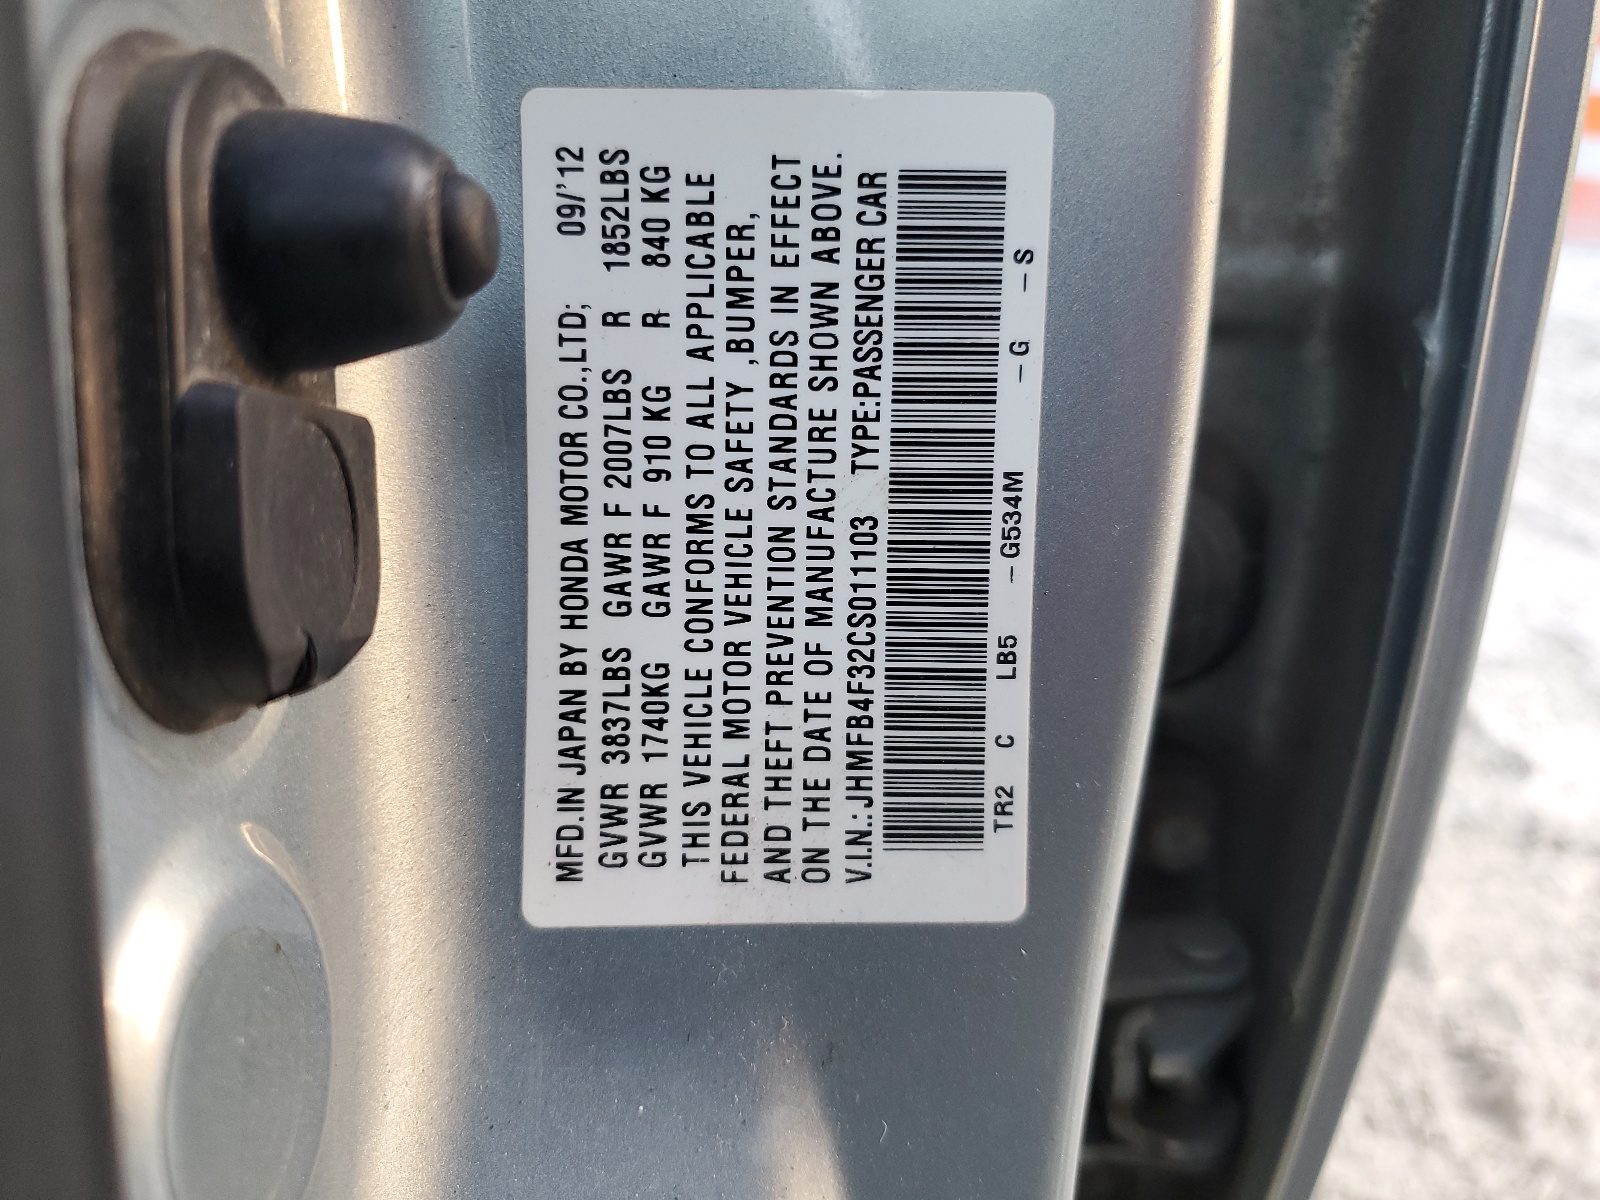 MFD.IN JAPAN BY HONDA MOTOR CO.,LTD; 09/'12
GVWR 3837LBS GAWR F 2007LBS R 1852LBS
GVWR 1740KG GAWR F 910 KG R 840 KG
THIS VEHICLE CONFORMS TO ALL APPLICABLE
FEDERAL MOTOR VEHICLE SAFETY ,BUMPER,
AND THEFT PREVENTION STANDARDS IN EFFECT
ON THE DATE OF MANUFACTURE SHOWN ABOVE.
V.I.N.: JHMFB4F32CS011103 TYPE:PASSENGER CAR
TR2 C LB5 -G534M -G -S